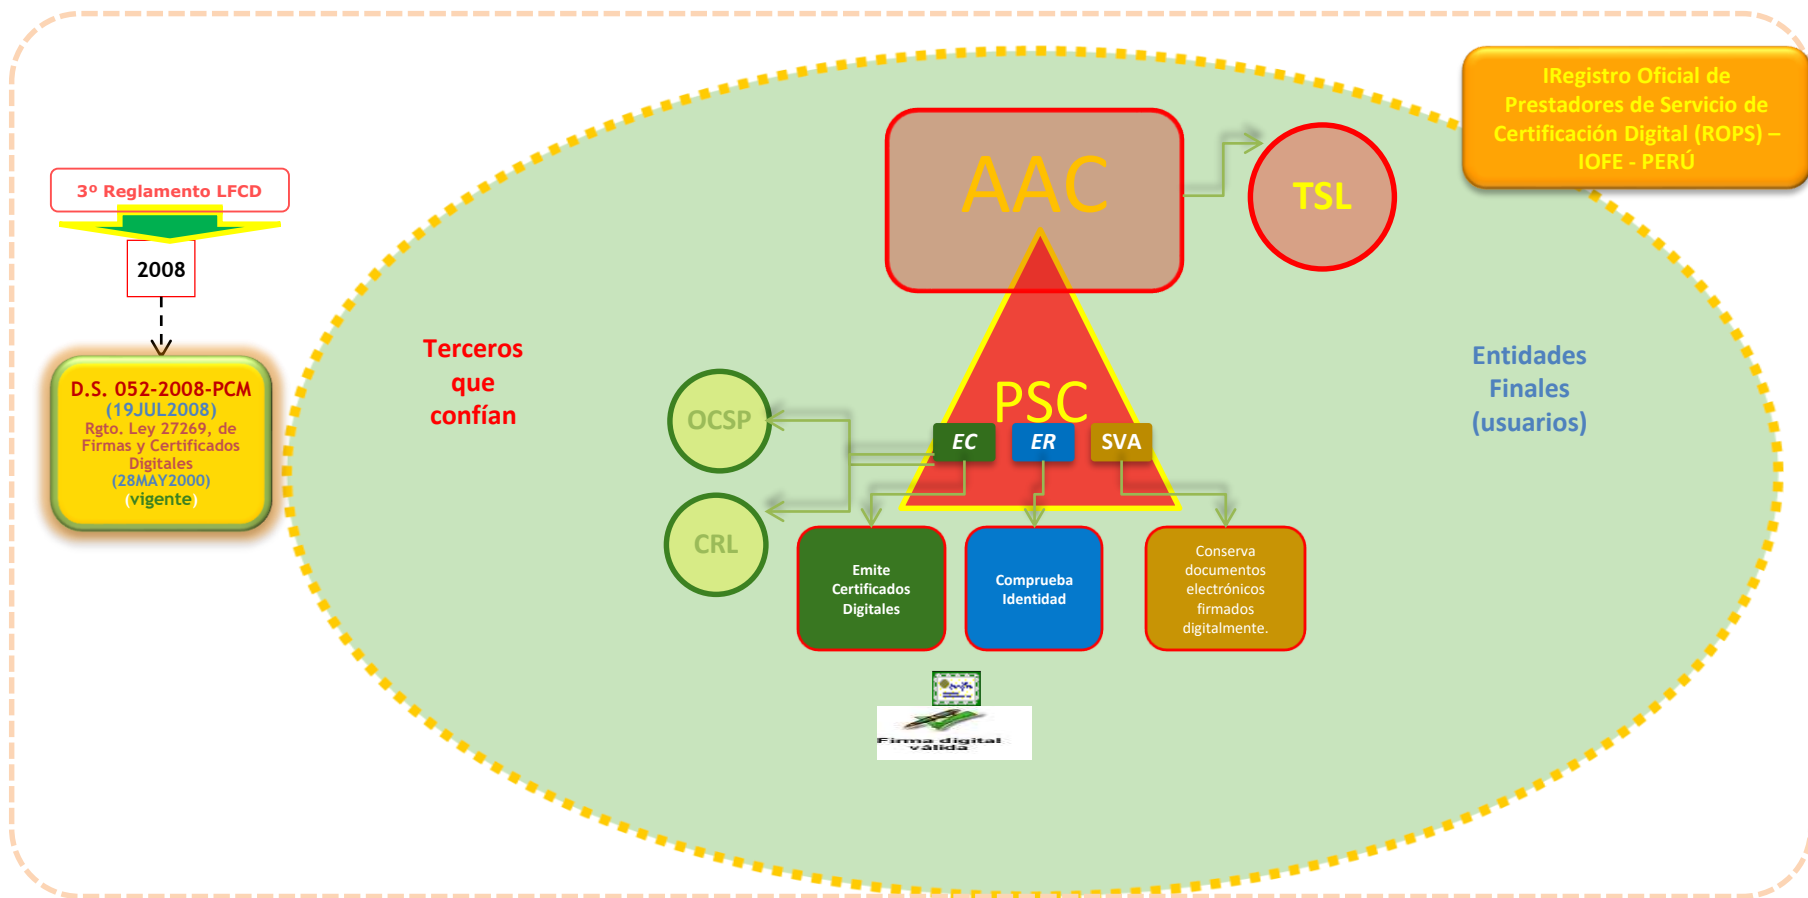 IRegistro Oficial de
Prestadores de Servicio de
Certificación Digital (ROPS) –
IOFE - PERÚ
AAC
TSL
3º Reglamento LFCD
2008
D.S. 052-2008-PCM
(19JUL2008)
Rgto. Ley 27269, de
Firmas y Certificados
Digitales
(28MAY2000)
(vigente)
Terceros
que
confían
Entidades
Finales
(usuarios)
PSC
OCSP
EC
ER
SVA
CRL
Emite
Certificados
Digitales
Comprueba
Identidad
Conserva
documentos
electrónicos
firmados
digitalmente.
Firma digital
válida